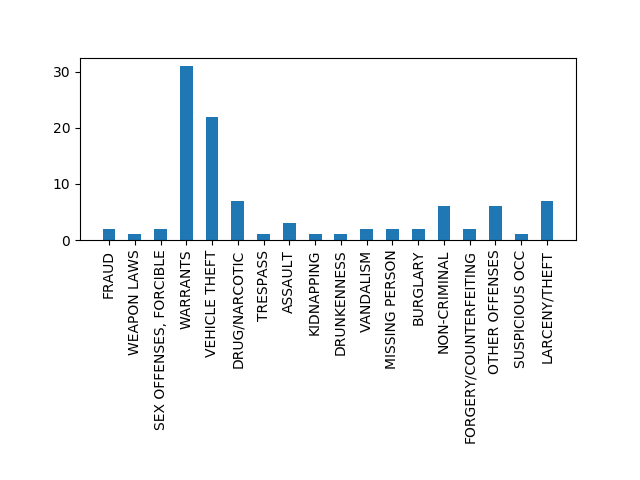 30
20
10
0
FRAUD
WEAPON LAWS
SEX OFFENSES, FORCIBLE
WARRANTS
VEHICLE THEFT
DRUG/NARCOTIC
TRESPASS
ASSAULT
KIDNAPPING
DRUNKENNESS
VANDALISM
MISSING PERSON
BURGLARY
NON-CRIMINAL
FORGERY/COUNTERFEITING
OTHER OFFENSES
SUSPICIOUS OCC
LARCENY/THEFT